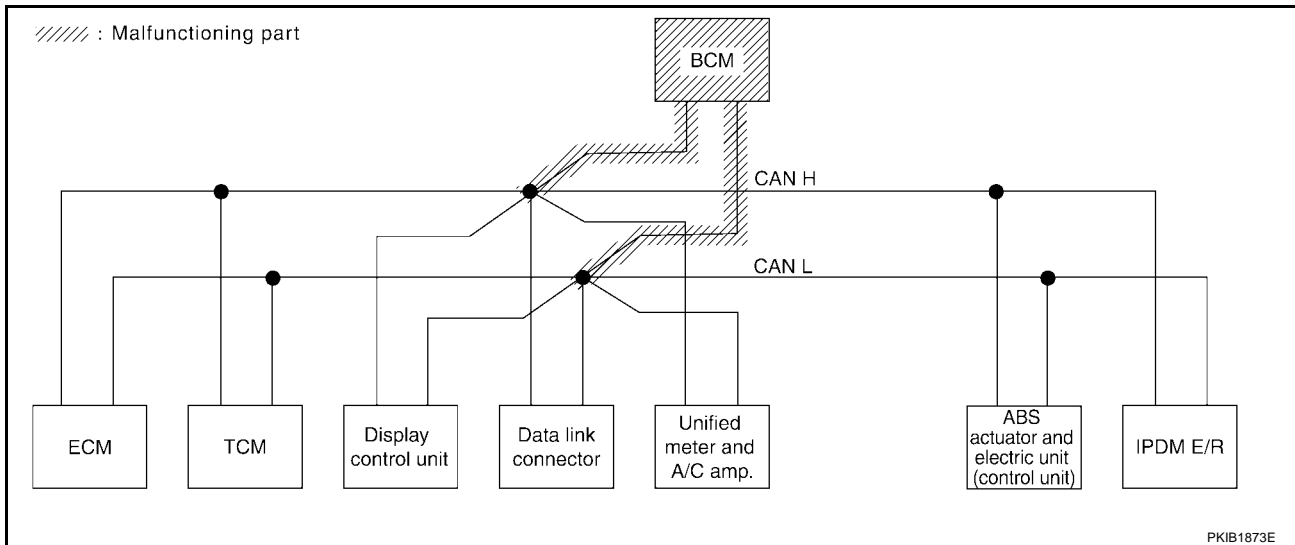 : Malfunctioning part
BCM
CAN H
CAN L
ECM
TCM
Display
control unit
Data link
connector
Unified
meter and
A/C amp.
ABS
actuator and
electric unit
(control unit)
IPDM E/R
PKIB1873E